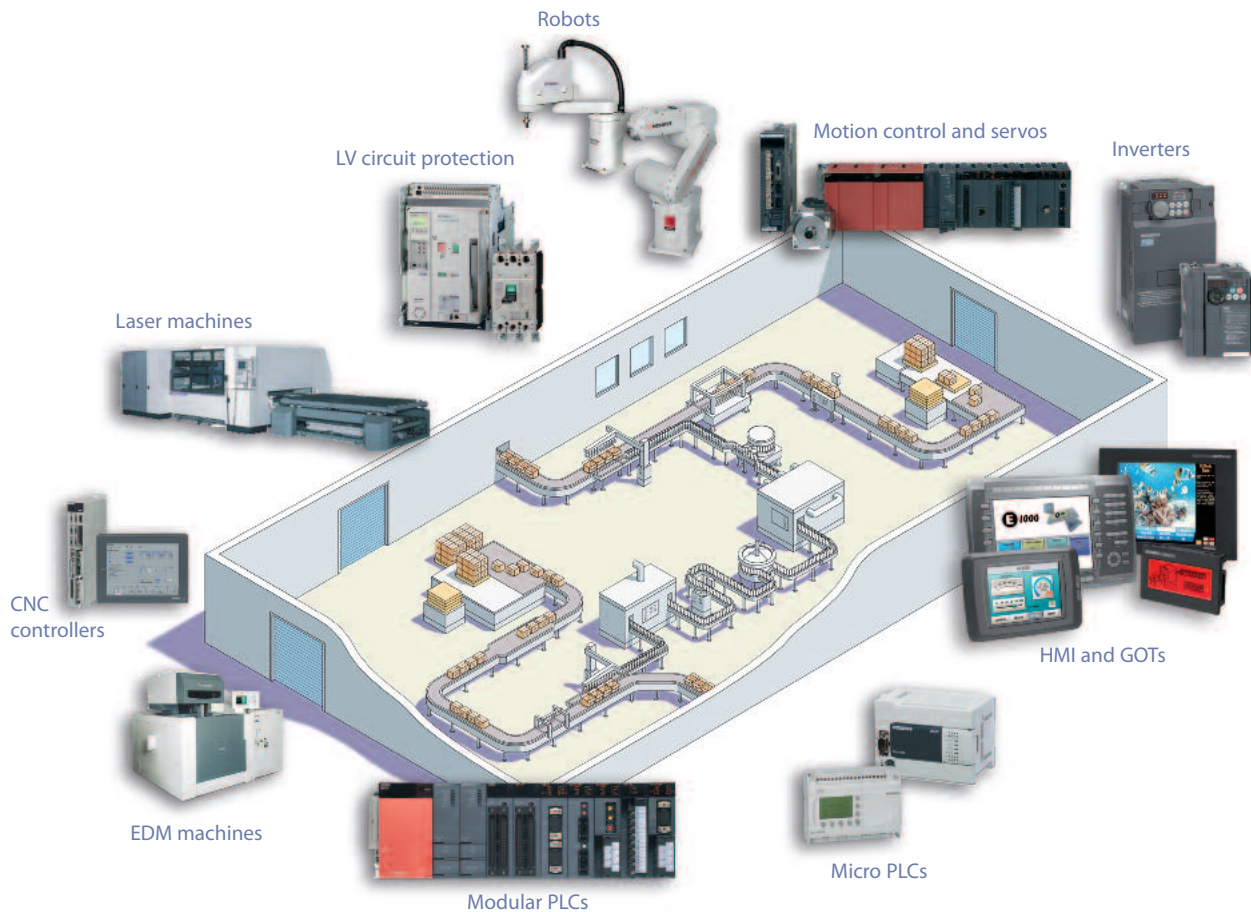 Robots
Motion control and servos
LV circuit protection
Inverters
Laser machines
CNC
controllers
E 1000
HMI and GOTs
EDM machines
Micro PLCs
Modular PLCs